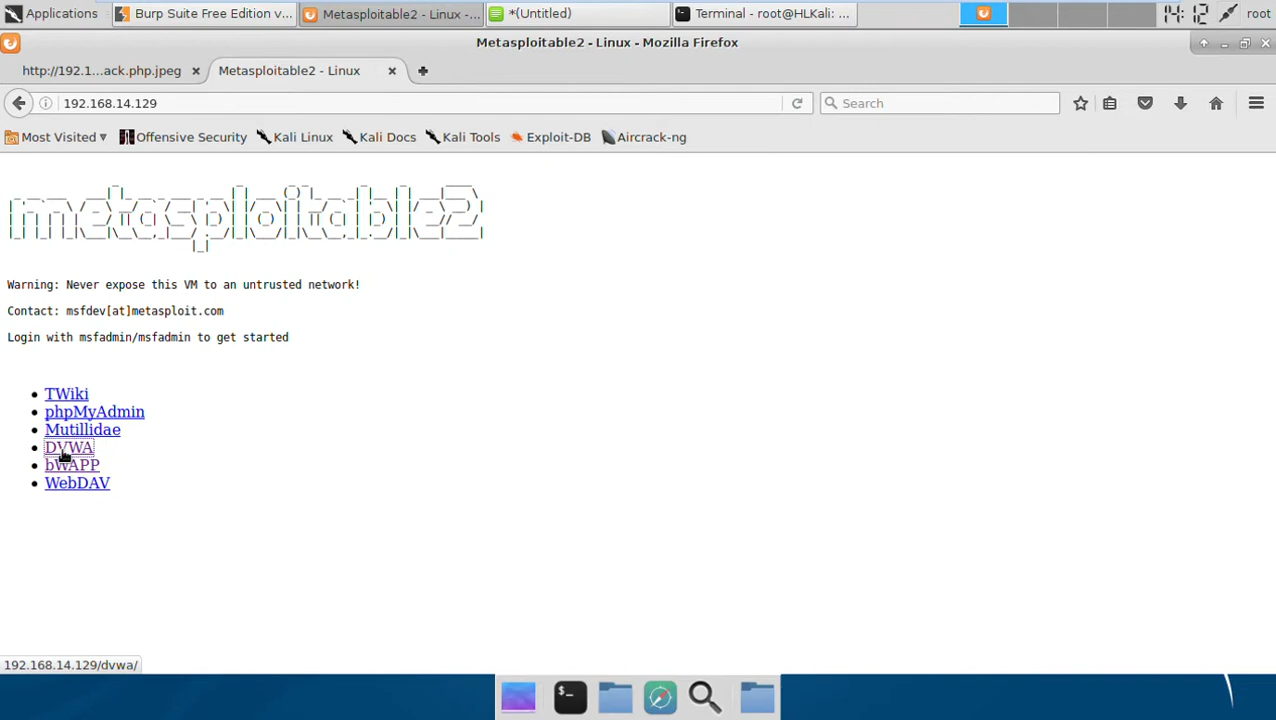 Applications
Burp Suite Free Edition v...
Metasploitable2 - Linux -...
*(Untitled)
Terminal - root@HLKali: ...
14:12
root
Metasploitable2 - Linux - Mozilla Firefox
http://192.1...ack.php.jpeg
Metasploitable2 - Linux
192.168.14.129
Search
Most Visited
Offensive Security
Kali Linux
Kali Docs
Kali Tools
Exploit-DB
Aircrack-ng
metasploitable2
Warning: Never expose this VM to an untrusted network!
Contact: msfdev[at]metasploit.com
Login with msfadmin/msfadmin to get started
TWiki
phpMyAdmin
Mutillidae
DVWA
bWAPP
WebDAV
192.168.14.129/dvwa/
$_